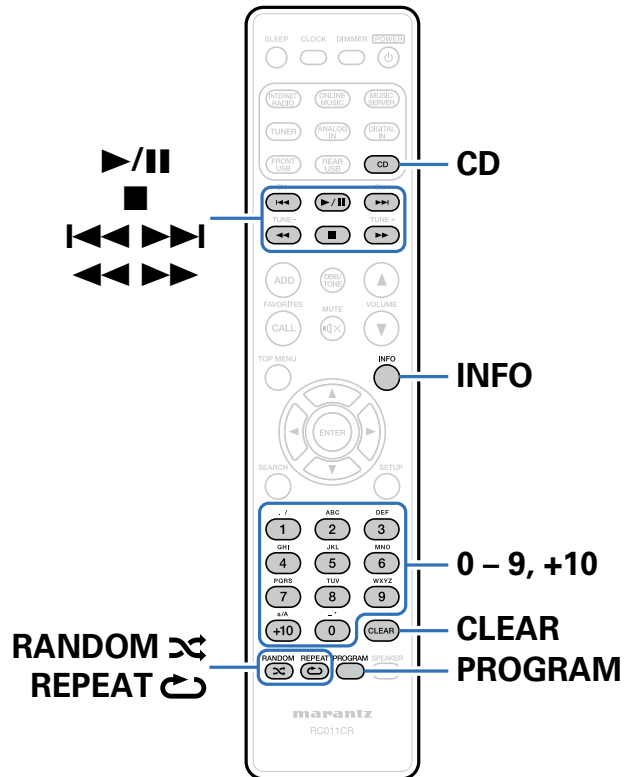 SLEEP CLOCK DIMMER POWER
INTERNET RADIO ONLINE MUSIC MUSIC SERVER
TUNER ANALOG IN DIGITAL IN
FRONT USB REAR USB CD
CD
TUNE - TUNE +
ADD DBB/TONE
FAVORITES MUTE VOLUME
CALL
TOP MENU INFO
INFO
ENTER
SEARCH SETUP
. / ABC DEF
1 2 3
GHI JKL MNO
4 5 6
0 – 9, +10
PQRS TUV WXYZ
7 8 9
a/A
+10 0 CLEAR
CLEAR
RANDOM REPEAT PROGRAM SPEAKER
RANDOM
REPEAT
PROGRAM
marantz
RC011CR